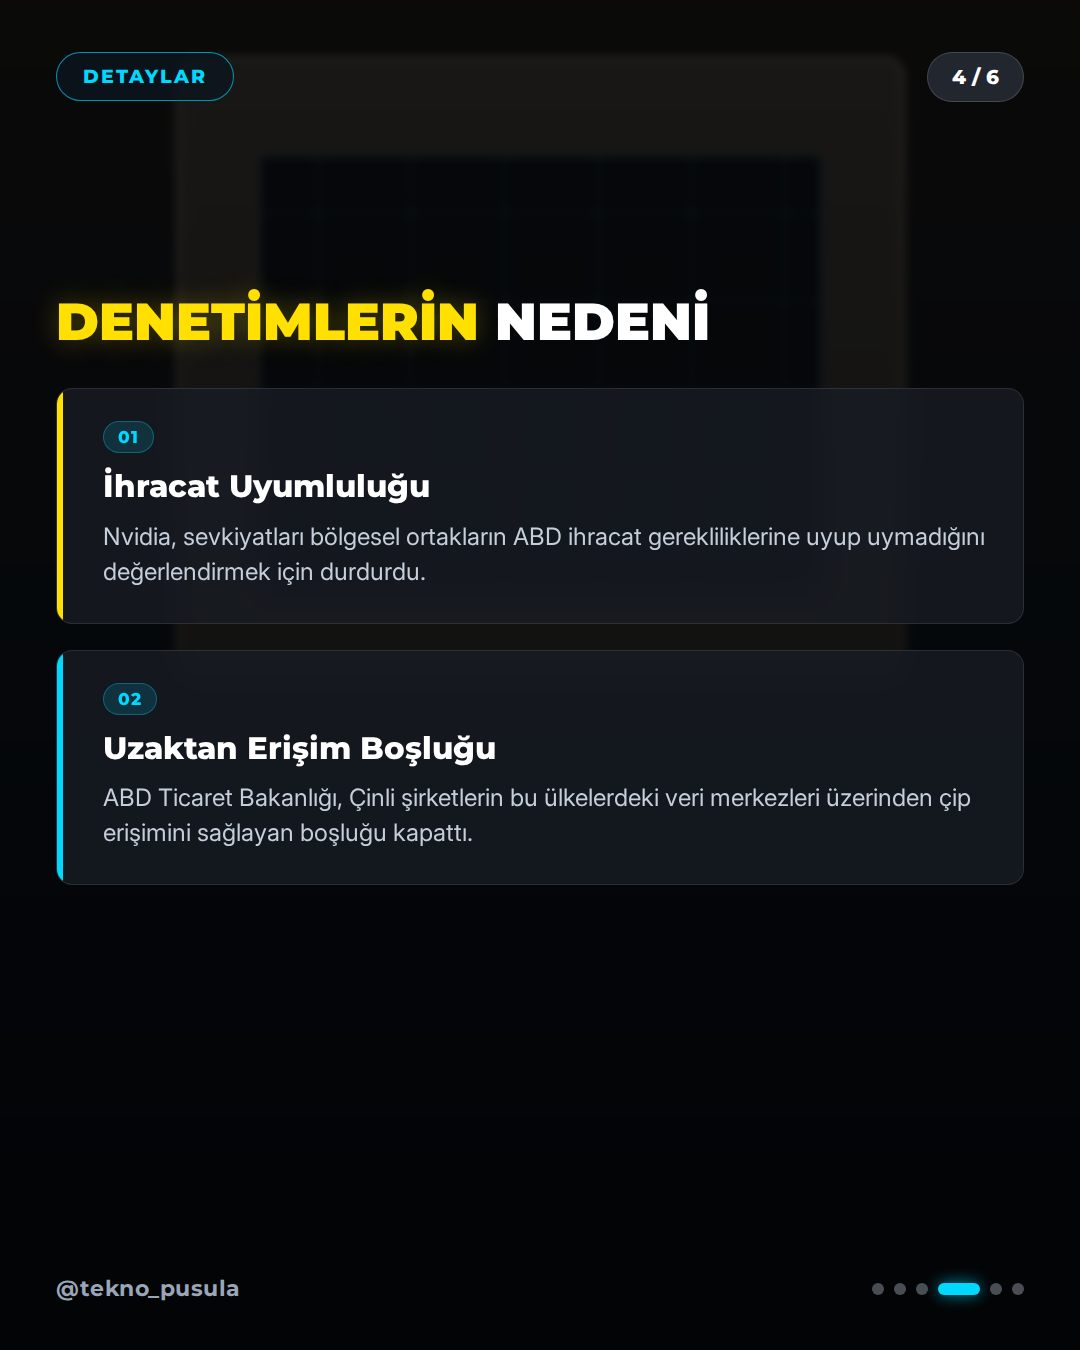 DETAYLAR
4 / 6
DENETİMLERİN NEDENİ
01
İhracat Uyumluluğu
Nvidia, sevkiyatları bölgesel ortakların ABD ihracat gerekliliklerine uyup uymadığını
değerlendirmek için durdurdu.
02
Uzaktan Erişim Boşluğu
ABD Ticaret Bakanlığı, Çinli şirketlerin bu ülkelerdeki veri merkezleri üzerinden çip
erişimini sağlayan boşluğu kapattı.
@tekno_pusula